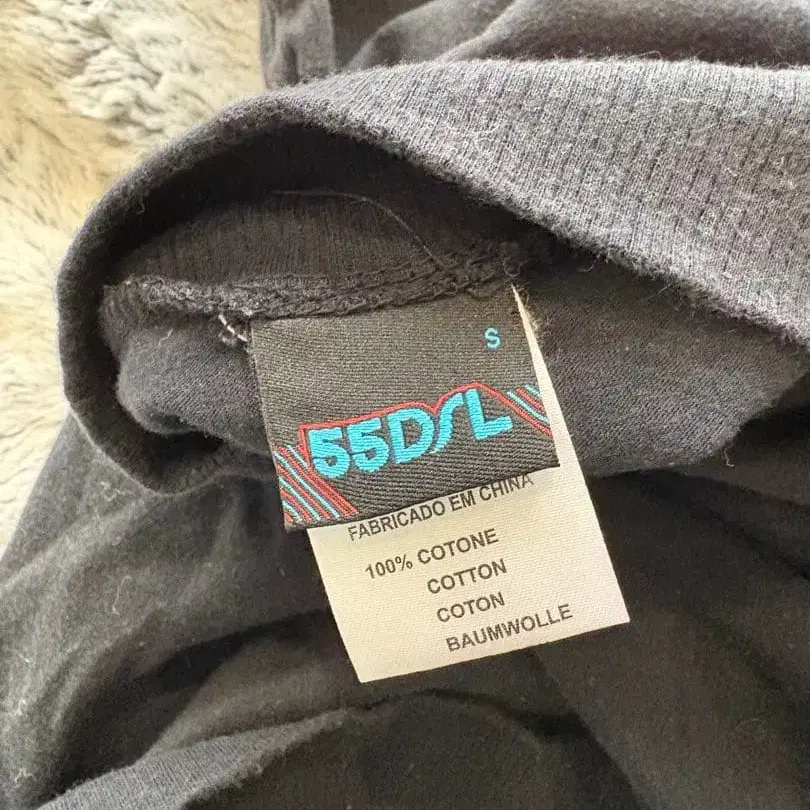 S
55DSL
FABRICADO EM CHINA
100% COTONE
COTTON
COTON
BAUMWOLLE